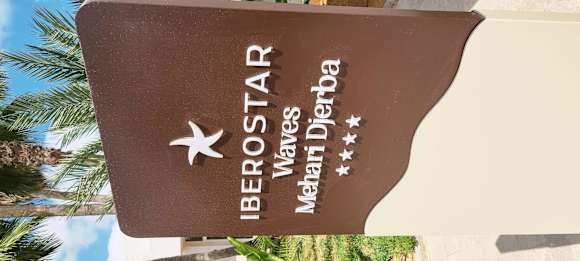 IBEROSTAR
Waves
Mehari Djerba
★★★★